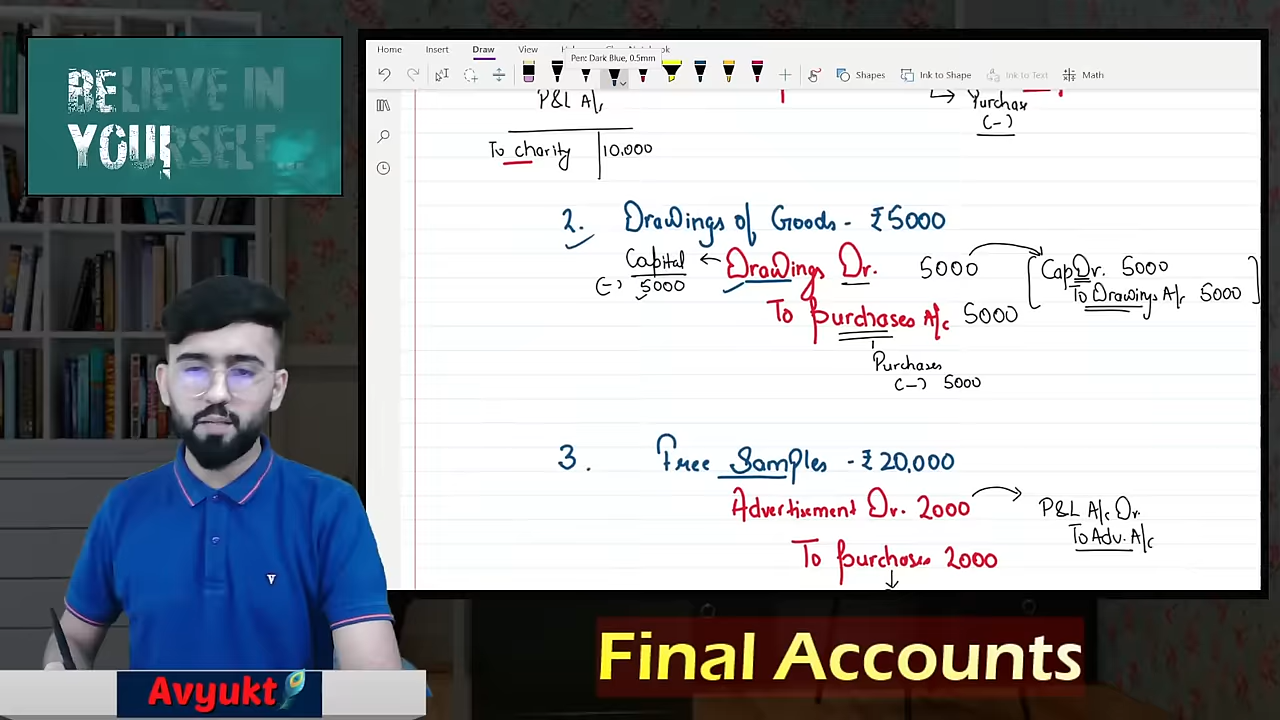 BELIEVE IN
YOURSELF
Home Insert Draw View
Pen: Dark Blue, 0.5mm
Shapes Ink to Shape Ink to Text Math
P&L A/c
To charity 10,000
Purchase
(-)
2. Drawings of Goods - ₹5000
Capital ← Drawings Dr. 5000
(-) 5000
To purchases A/c 5000
[Cap Dr. 5000
To Drawings A/c 5000]
Purchases
(-) 5000
3. Free Samples - ₹20,000
Advertisement Dr. 2000
To purchases 2000
P&L A/c Dr.
To Adv. A/c
Final Accounts
Avyukt